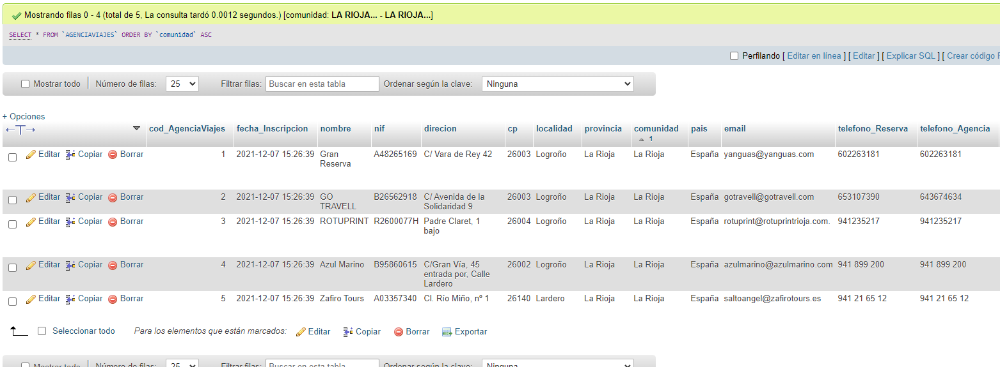 Mostrando filas 0 - 4 (total de 5, La consulta tardó 0.0012 segundos.) [comunidad: LA RIOJA... - LA RIOJA...]
SELECT * FROM `AGENCIAVIAJES` ORDER BY `comunidad` ASC
Perfilando [ Editar en línea ] [ Editar ] [ Explicar SQL ] [ Crear código
Mostrar todo Número de filas: 25 Filtrar filas: Buscar en esta tabla Ordenar según la clave: Ninguna
+ Opciones
←T→ cod_AgenciaViajes fecha_Inscripcion nombre nif direcion cp localidad provincia comunidad 1 pais email telefono_Reserva telefono_Agencia
Editar Copiar Borrar 1 2021-12-07 15:26:39 Gran Reserva A48265169 C/ Vara de Rey 42 26003 Logroño La Rioja La Rioja España yanguas@yanguas.com 602263181 602263181
Editar Copiar Borrar 2 2021-12-07 15:26:39 GO TRAVELL B26562918 C/ Avenida de la Solidaridad 9 26003 Logroño La Rioja La Rioja España gotravell@gotravell.com 653107390 643674634
Editar Copiar Borrar 3 2021-12-07 15:26:39 ROTUPRINT R2600077H Padre Claret, 1 bajo 26004 Logroño La Rioja La Rioja España rotuprint@rotuprintrioja.com. 941235217 941235217
Editar Copiar Borrar 4 2021-12-07 15:26:39 Azul Marino B95860615 C/Gran Vía, 45 entrada por, Calle Lardero 26002 Logroño La Rioja La Rioja España azulmarino@azulmarino.com 941 899 200 941 899 200
Editar Copiar Borrar 5 2021-12-07 15:26:39 Zafiro Tours A03357340 Cl. Río Miño, nº 1 26140 Lardero La Rioja La Rioja España saltoangel@zafirotours.es 941 21 65 12 941 21 65 12
Seleccionar todo Para los elementos que están marcados: Editar Copiar Borrar Exportar
Mostrar todo Número de filas: 25 Filtrar filas: Buscar en esta tabla Ordenar según la clave: Ninguna